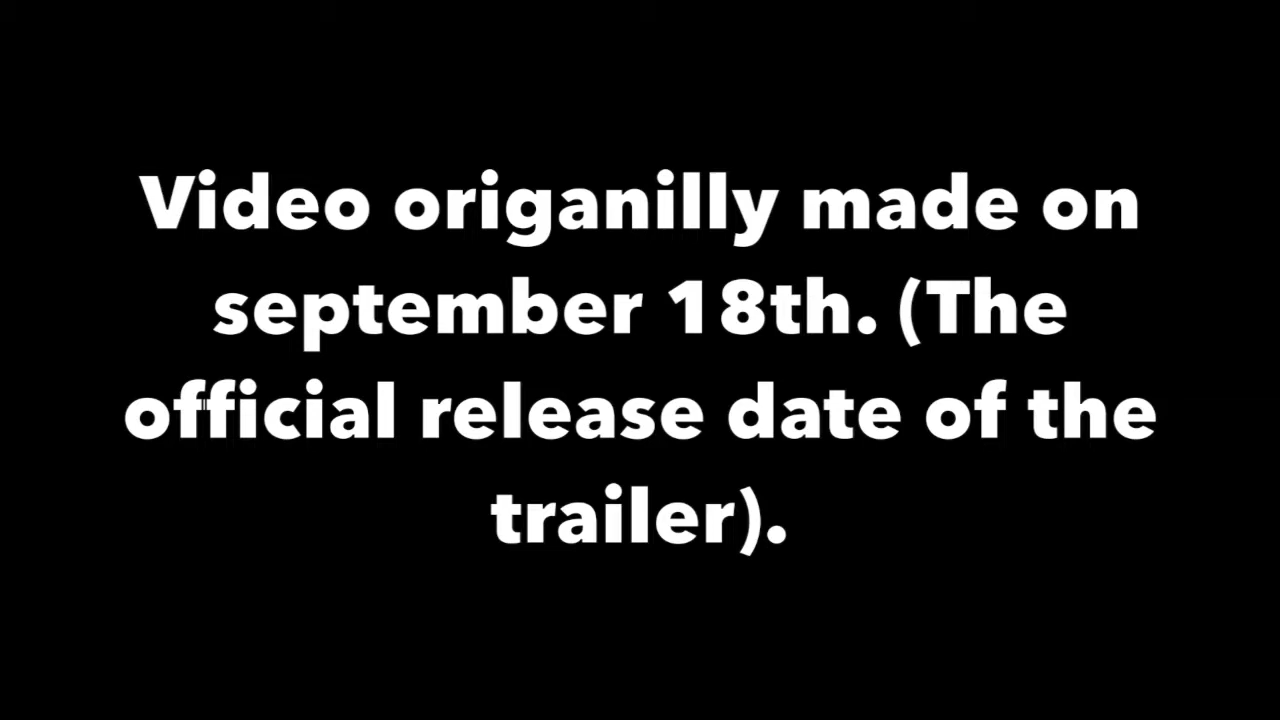 Video origanilly made on
september 18th. (The
official release date of the
trailer).